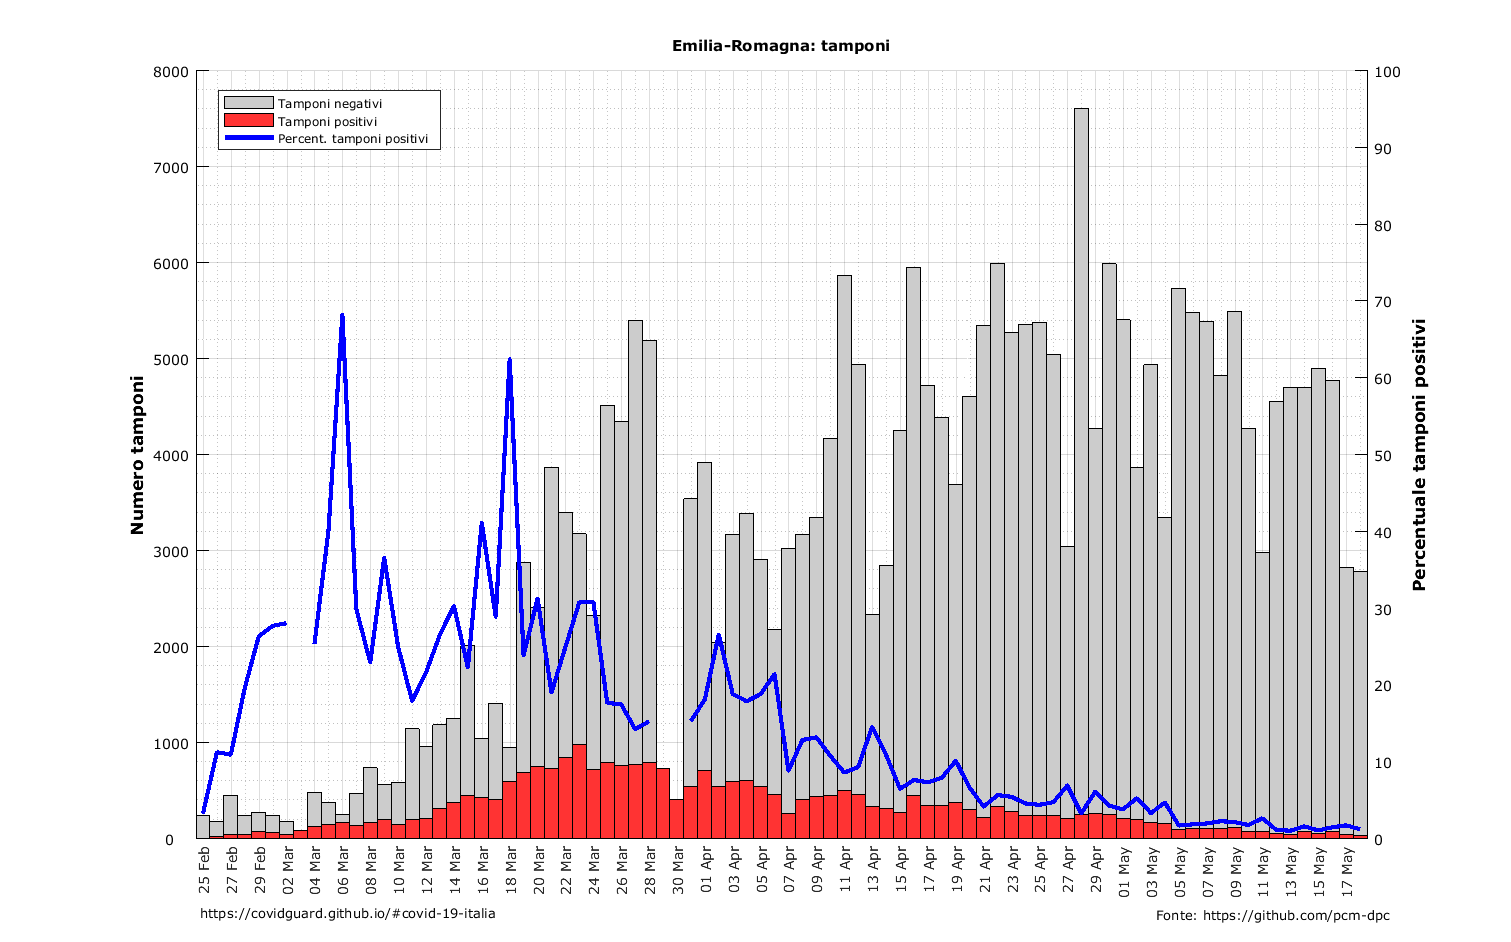 Emilia-Romagna: tamponi
Tamponi negativi
Tamponi positivi
Percent. tamponi positivi
Numero tamponi
8000
7000
6000
5000
4000
3000
2000
1000
0
100
90
80
70
60
50
40
30
20
10
0
Percentuale tamponi positivi
25 Feb
27 Feb
29 Feb
02 Mar
04 Mar
06 Mar
08 Mar
10 Mar
12 Mar
14 Mar
16 Mar
18 Mar
20 Mar
22 Mar
24 Mar
26 Mar
28 Mar
30 Mar
01 Apr
03 Apr
05 Apr
07 Apr
09 Apr
11 Apr
13 Apr
15 Apr
17 Apr
19 Apr
21 Apr
23 Apr
25 Apr
27 Apr
29 Apr
01 May
03 May
05 May
07 May
09 May
11 May
13 May
15 May
17 May
https://covidguard.github.io/#covid-19-italia
Fonte: https://github.com/pcm-dpc